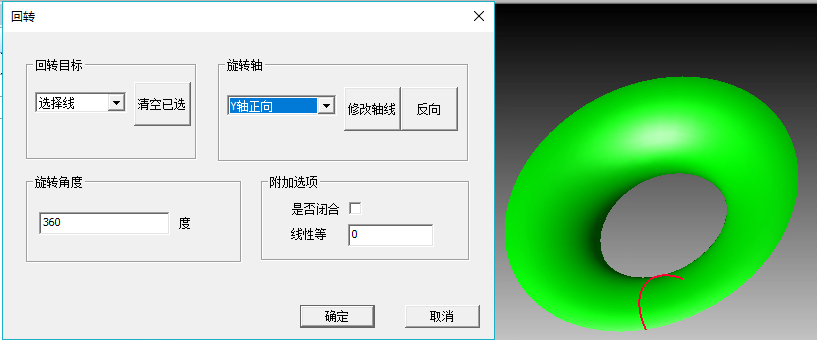 回转
回转目标
选择线
清空已选
旋转轴
Y轴正向
修改轴线
反向
旋转角度
360
度
附加选项
是否闭合
线性等
0
确定
取消